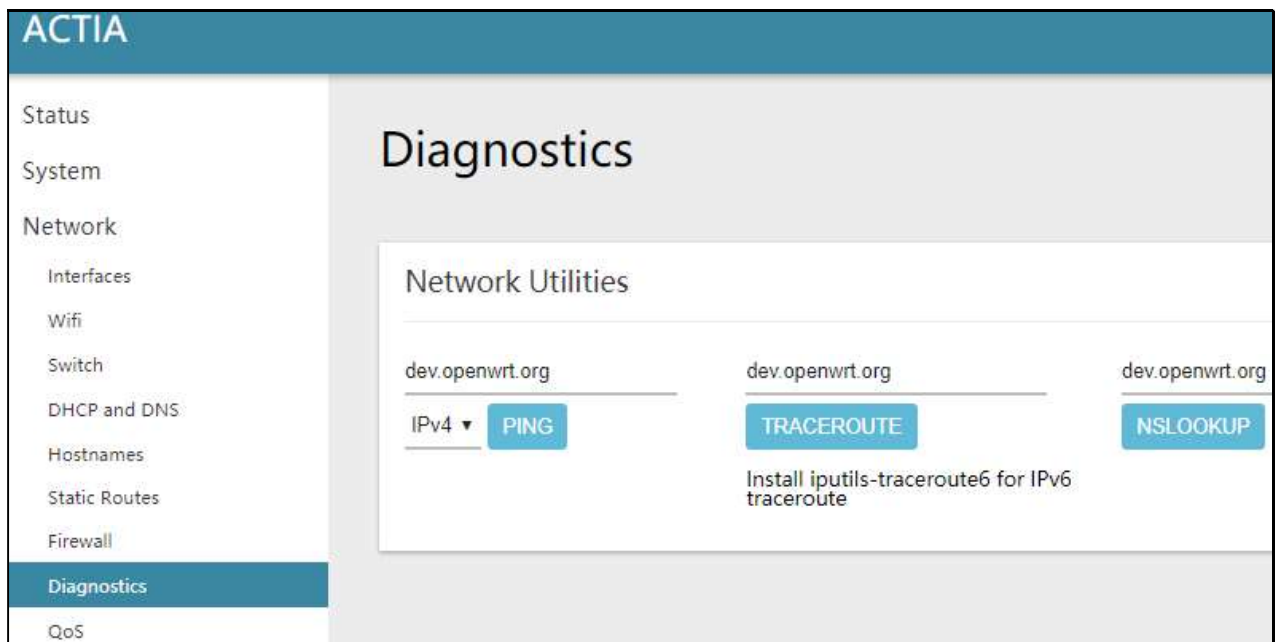 ACTIA
Status
System
Network
Interfaces
Wifi
Switch
DHCP and DNS
Hostnames
Static Routes
Firewall
Diagnostics
QoS
Diagnostics
Network Utilities
dev.openwrt.org
IPv4 ▾ PING
dev.openwrt.org
TRACEROUTE
Install iputils-traceroute6 for IPv6
traceroute
dev.openwrt.org
NSLOOKUP